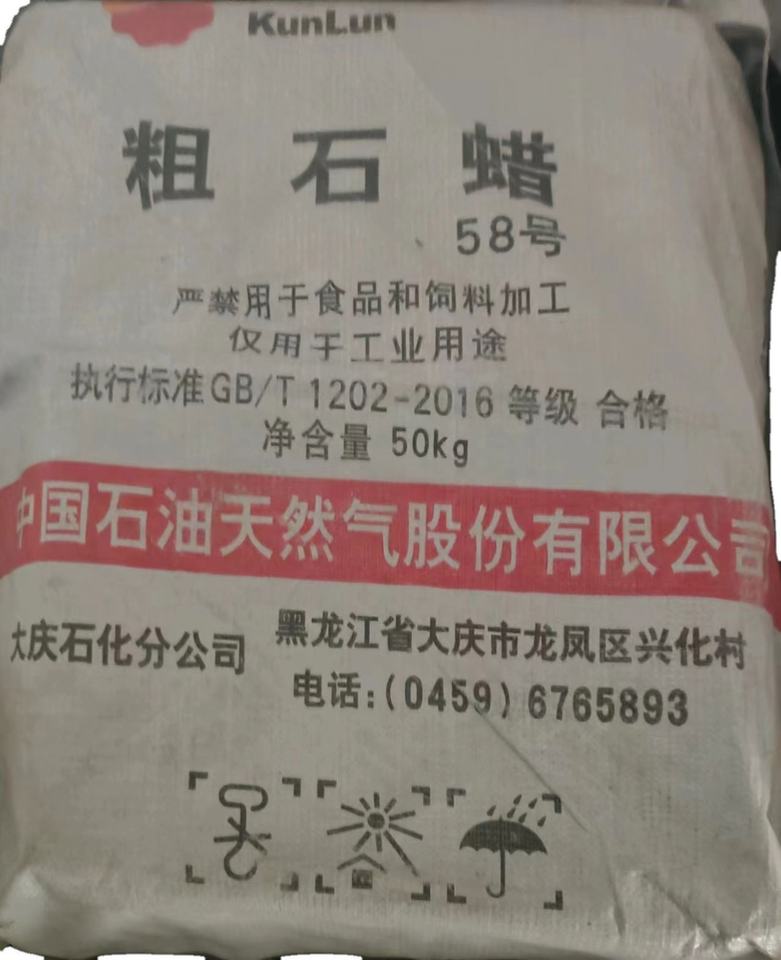 KunLun
粗石蜡
58号
严禁用于食品和饲料加工
仅用于工业用途
执行标准GB/T 1202-2016 等级 合格
净含量 50kg
中国石油天然气股份有限公司
大庆石化分公司
黑龙江省大庆市龙凤区兴化村
电话:(0459) 6765893